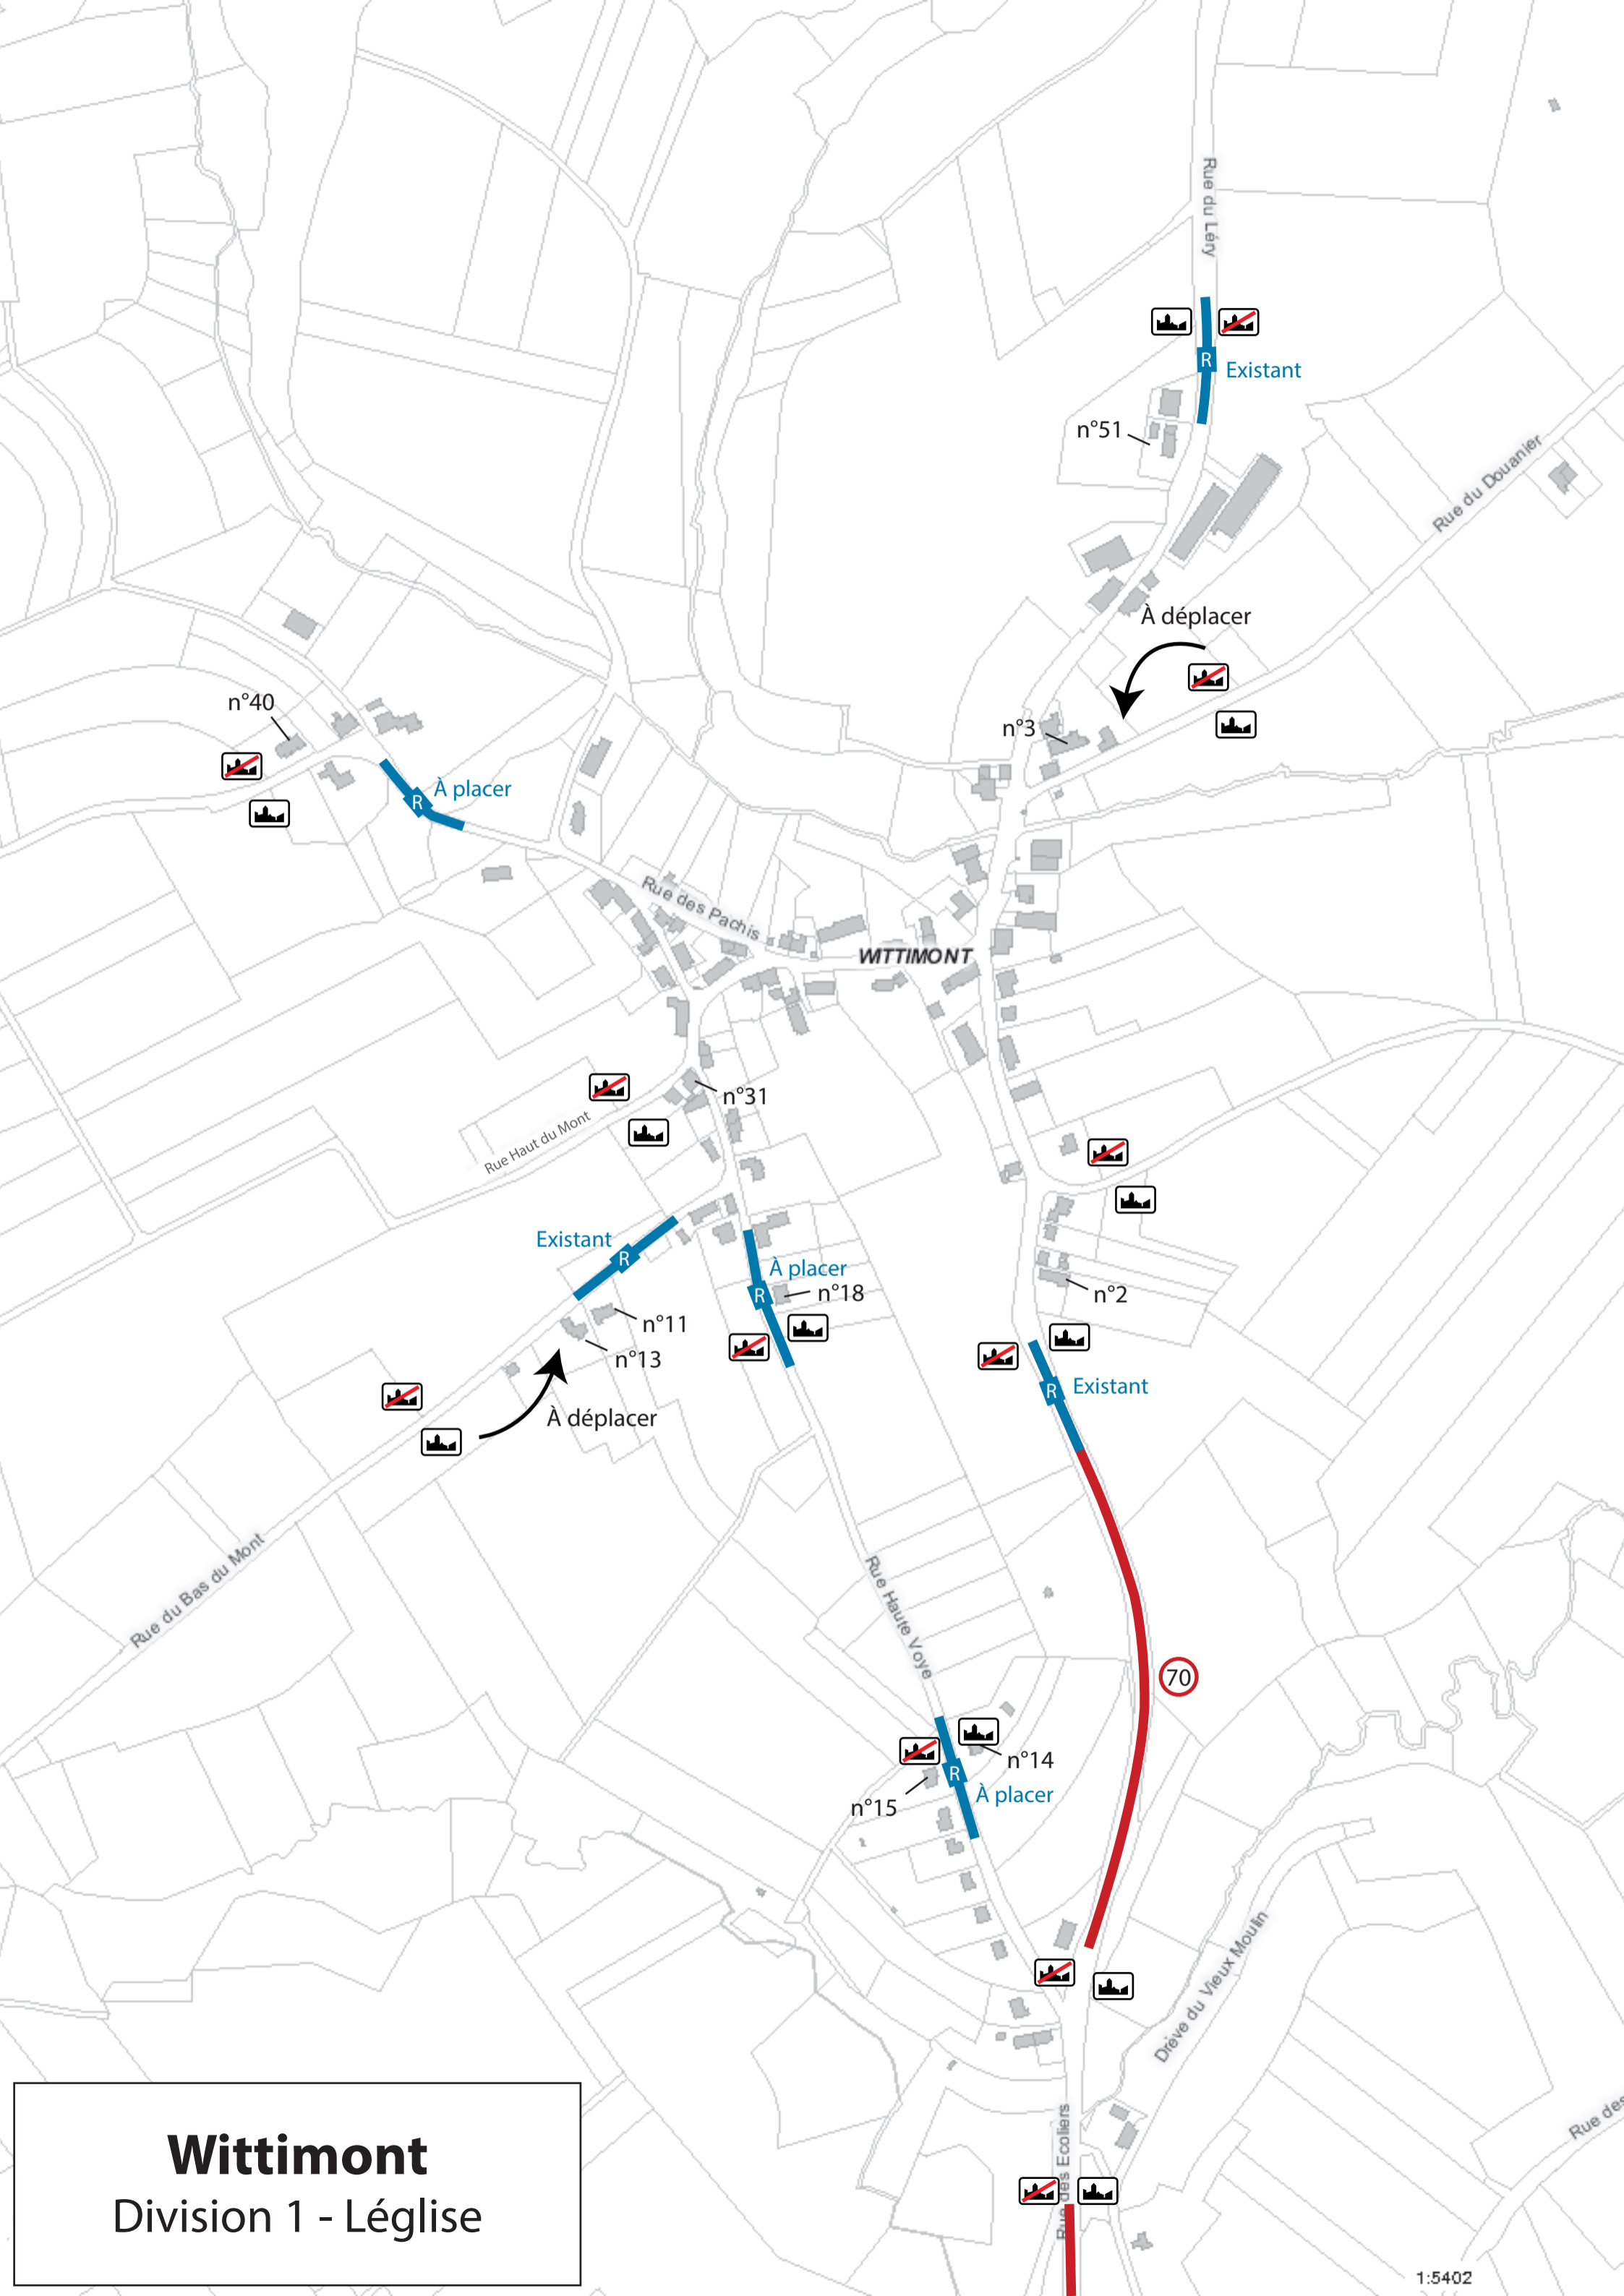 Rue du Léry
R
Existant
n°51
Rue du Douanier
À déplacer
n°40
n°3
À placer
R
Rue des Pachis
WITTIMONT
n°31
Rue Haut du Mont
Existant
R
À placer
R
n°18
n°2
n°11
n°13
R
Existant
À déplacer
Rue du Bas du Mont
Rue Haute Voye
70
n°14
R
À placer
n°15
Drève du Vieux Moulin
Rue des Ecoliers
Rue des
Wittimont
Division 1 - Léglise
1:5402